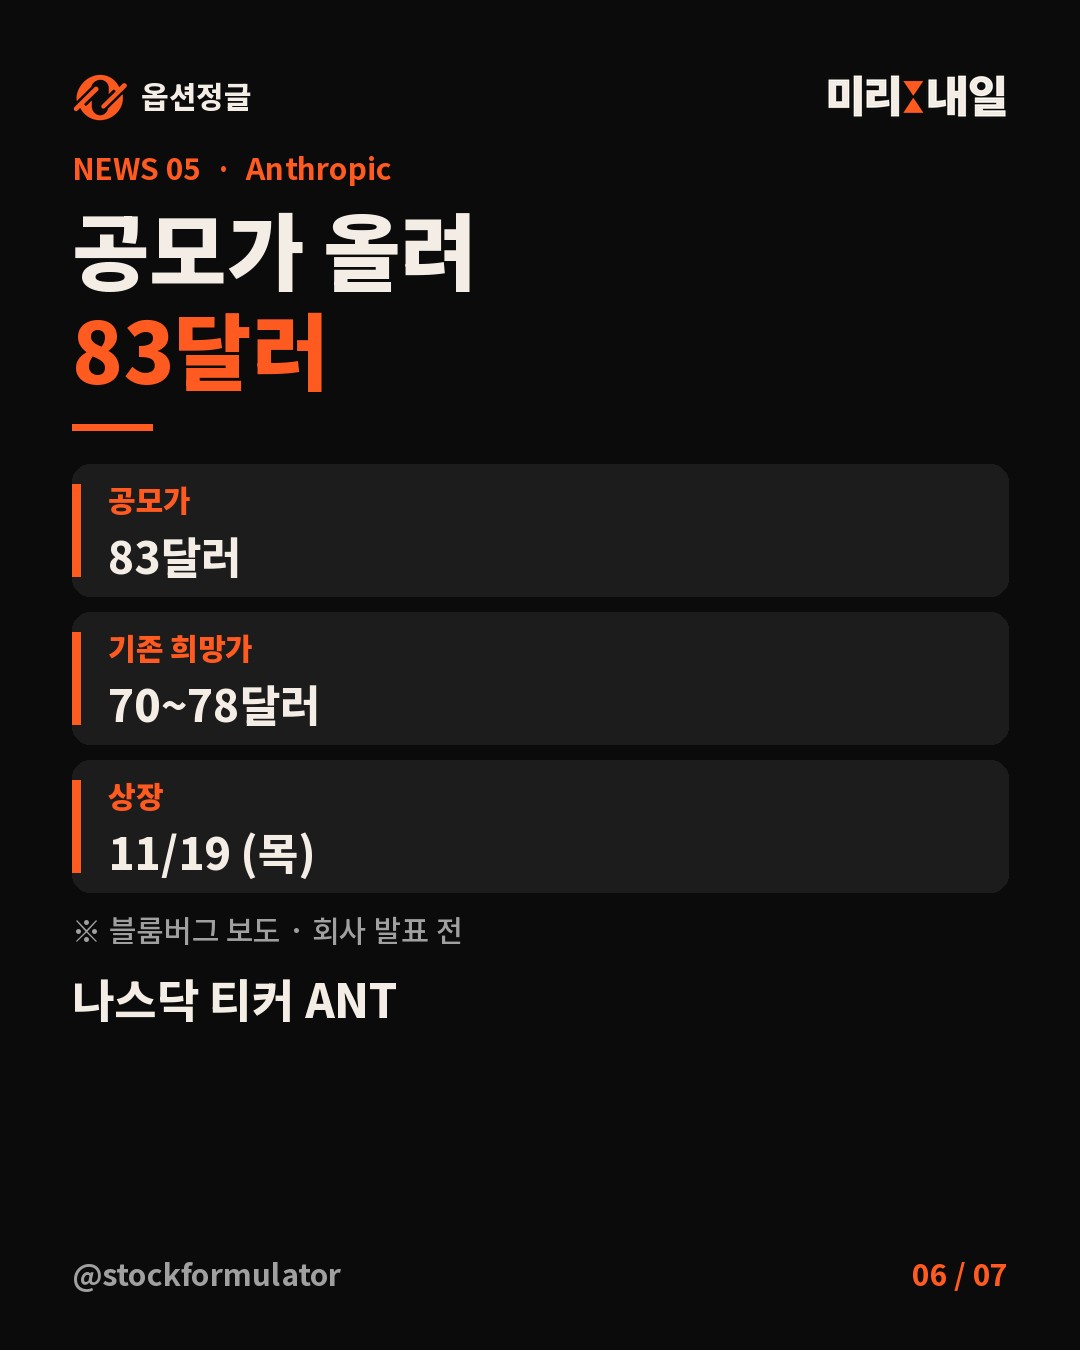 옵션정글
미리내일
NEWS 05 · Anthropic
공모가 올려
83달러
공모가
83달러
기존 희망가
70~78달러
상장
11/19 (목)
※ 블룸버그 보도 · 회사 발표 전
나스닥 티커 ANT
@stockformulator
06 / 07